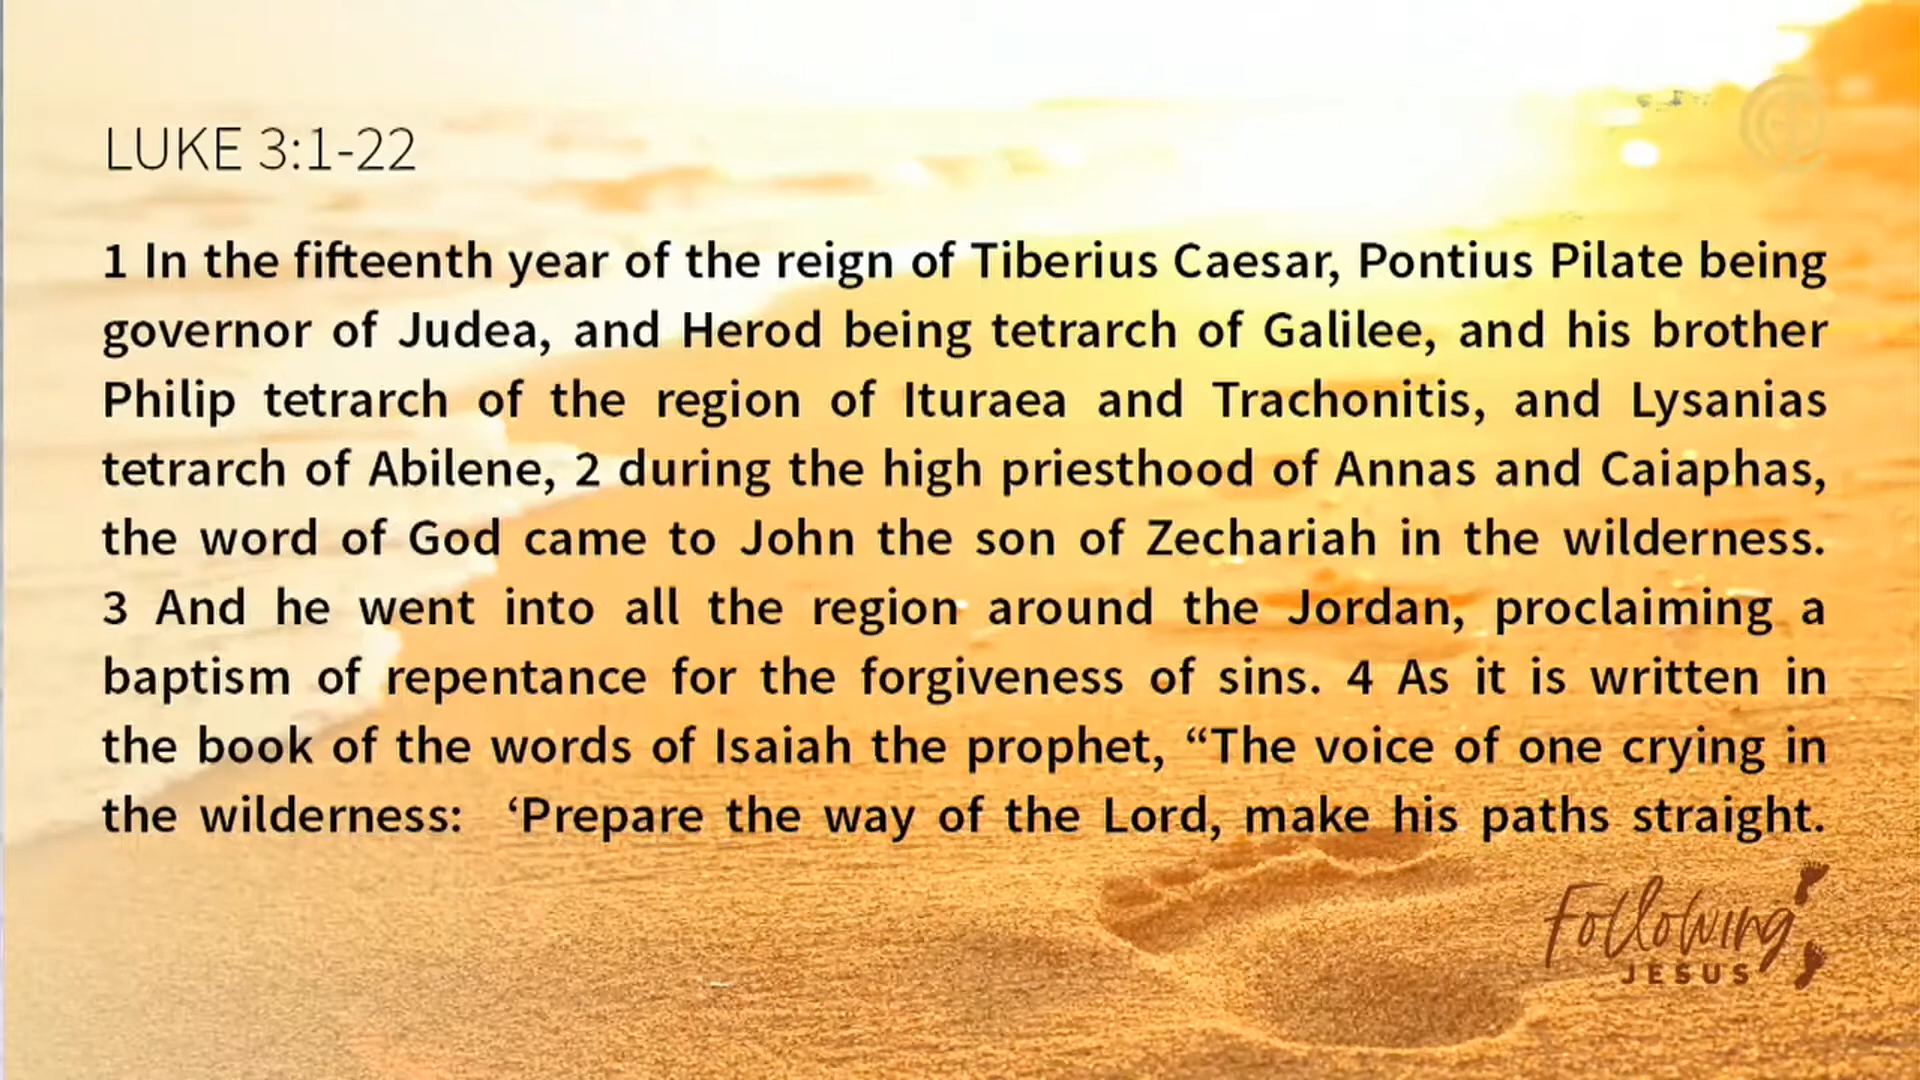 LUKE 3:1-22
1 In the fifteenth year of the reign of Tiberius Caesar, Pontius Pilate being
governor of Judea, and Herod being tetrarch of Galilee, and his brother
Philip tetrarch of the region of Ituraea and Trachonitis, and Lysanias
tetrarch of Abilene, 2 during the high priesthood of Annas and Caiaphas,
the word of God came to John the son of Zechariah in the wilderness.
3 And he went into all the region around the Jordan, proclaiming a
baptism of repentance for the forgiveness of sins. 4 As it is written in
the book of the words of Isaiah the prophet, “The voice of one crying in
the wilderness: ‘Prepare the way of the Lord, make his paths straight.
Following
JESUS